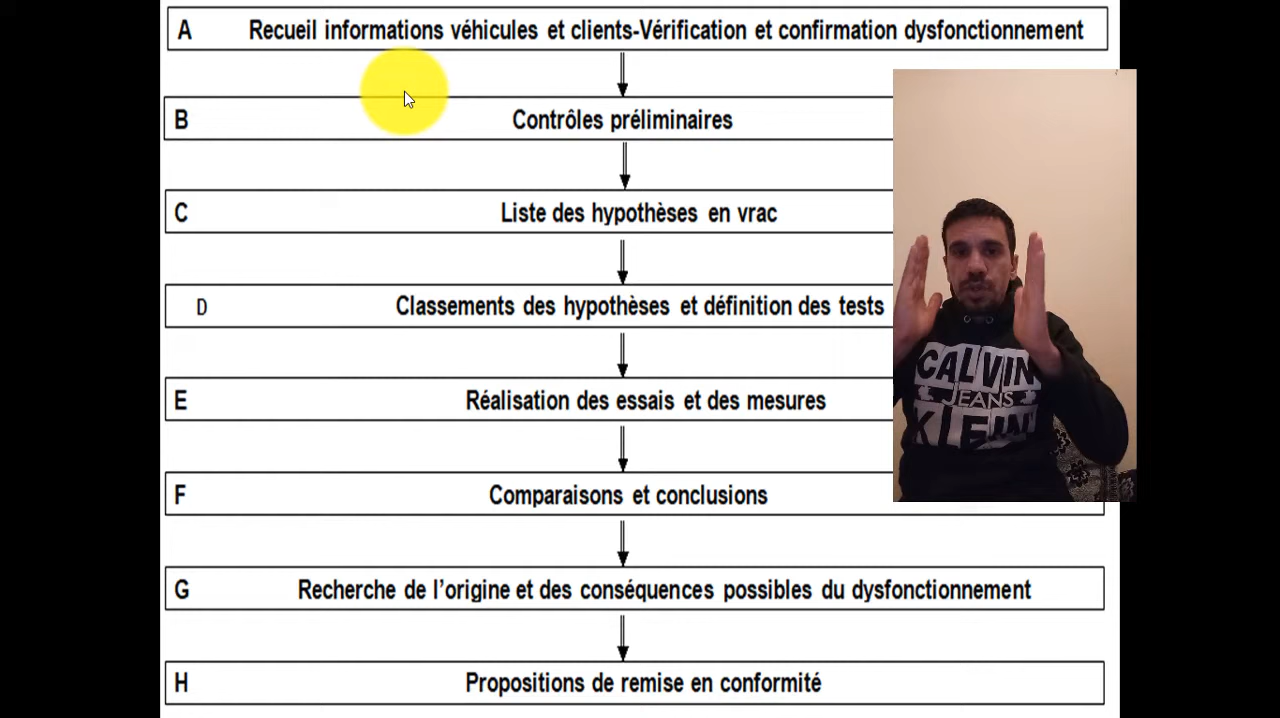 A Recueil informations véhicules et clients-Vérification et confirmation dysfonctionnement
B Contrôles préliminaires
C Liste des hypothèses en vrac
D Classements des hypothèses et définition des tests
E Réalisation des essais et des mesures
F Comparaisons et conclusions
G Recherche de l'origine et des conséquences possibles du dysfonctionnement
H Propositions de remise en conformité
CALVIN
JEANS
KLEIN